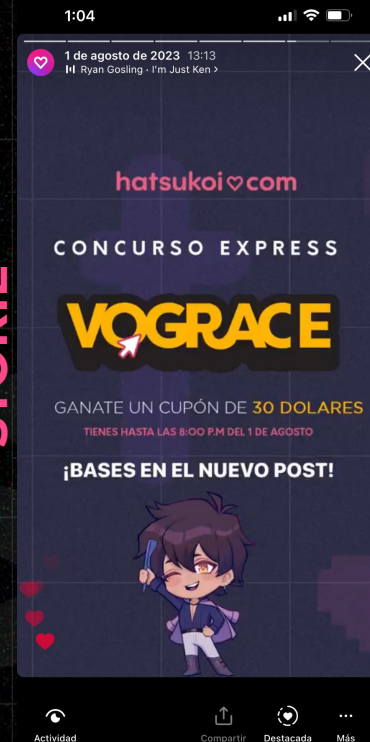 1:04
1 de agosto de 2023 13:13
Ryan Gosling · I'm Just Ken >
hatsukoi♡com
CONCURSO EXPRESS
VOGRACE
GANATE UN CUPÓN DE 30 DOLARES
TIENES HASTA LAS 8:00 P.M DEL 1 DE AGOSTO
¡BASES EN EL NUEVO POST!
Actividad
Compartir
Destacada
Más